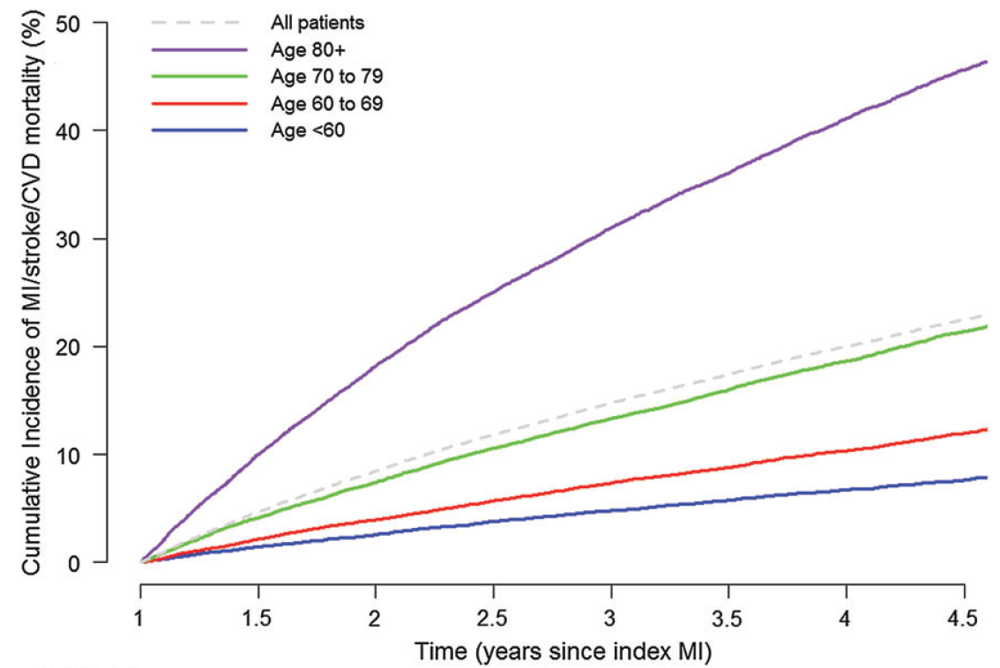 Cumulative Incidence of MI/stroke/CVD mortality (%)
50
40
30
20
10
0
All patients
Age 80+
Age 70 to 79
Age 60 to 69
Age <60
1 1.5 2 2.5 3 3.5 4 4.5
Time (years since index MI)